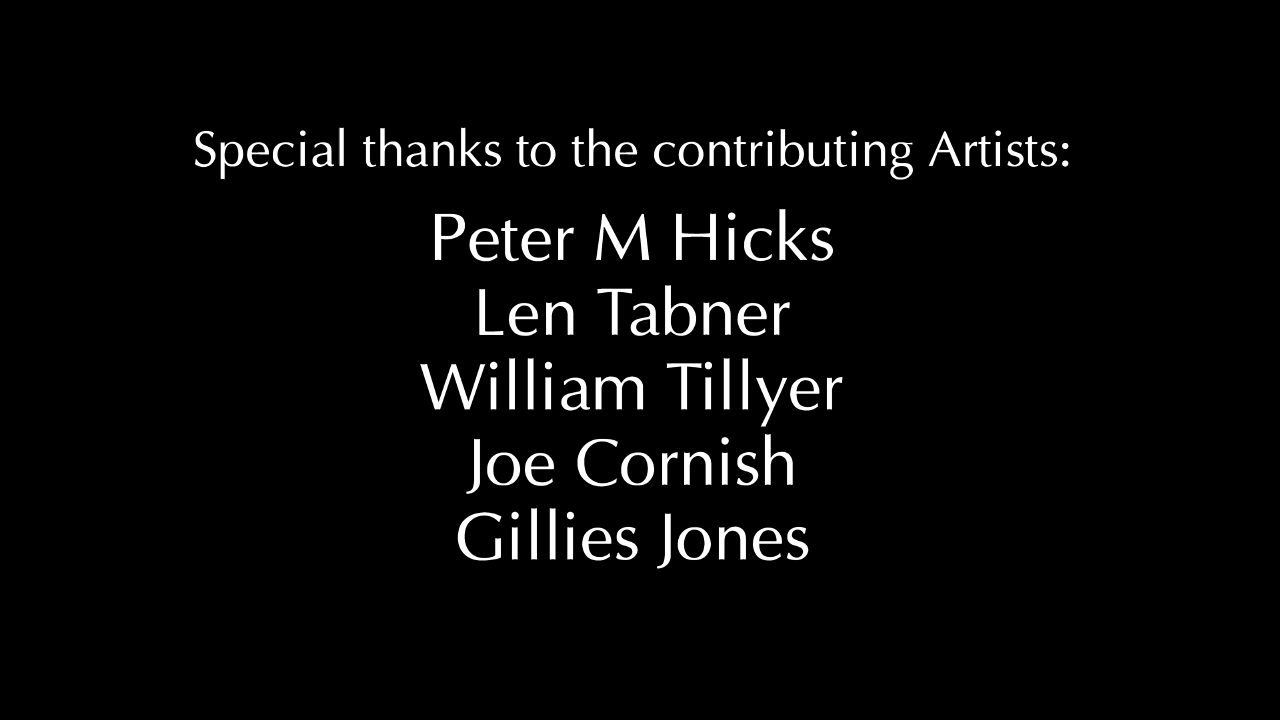 Special thanks to the contributing Artists:
Peter M Hicks
Len Tabner
William Tillyer
Joe Cornish
Gillies Jones